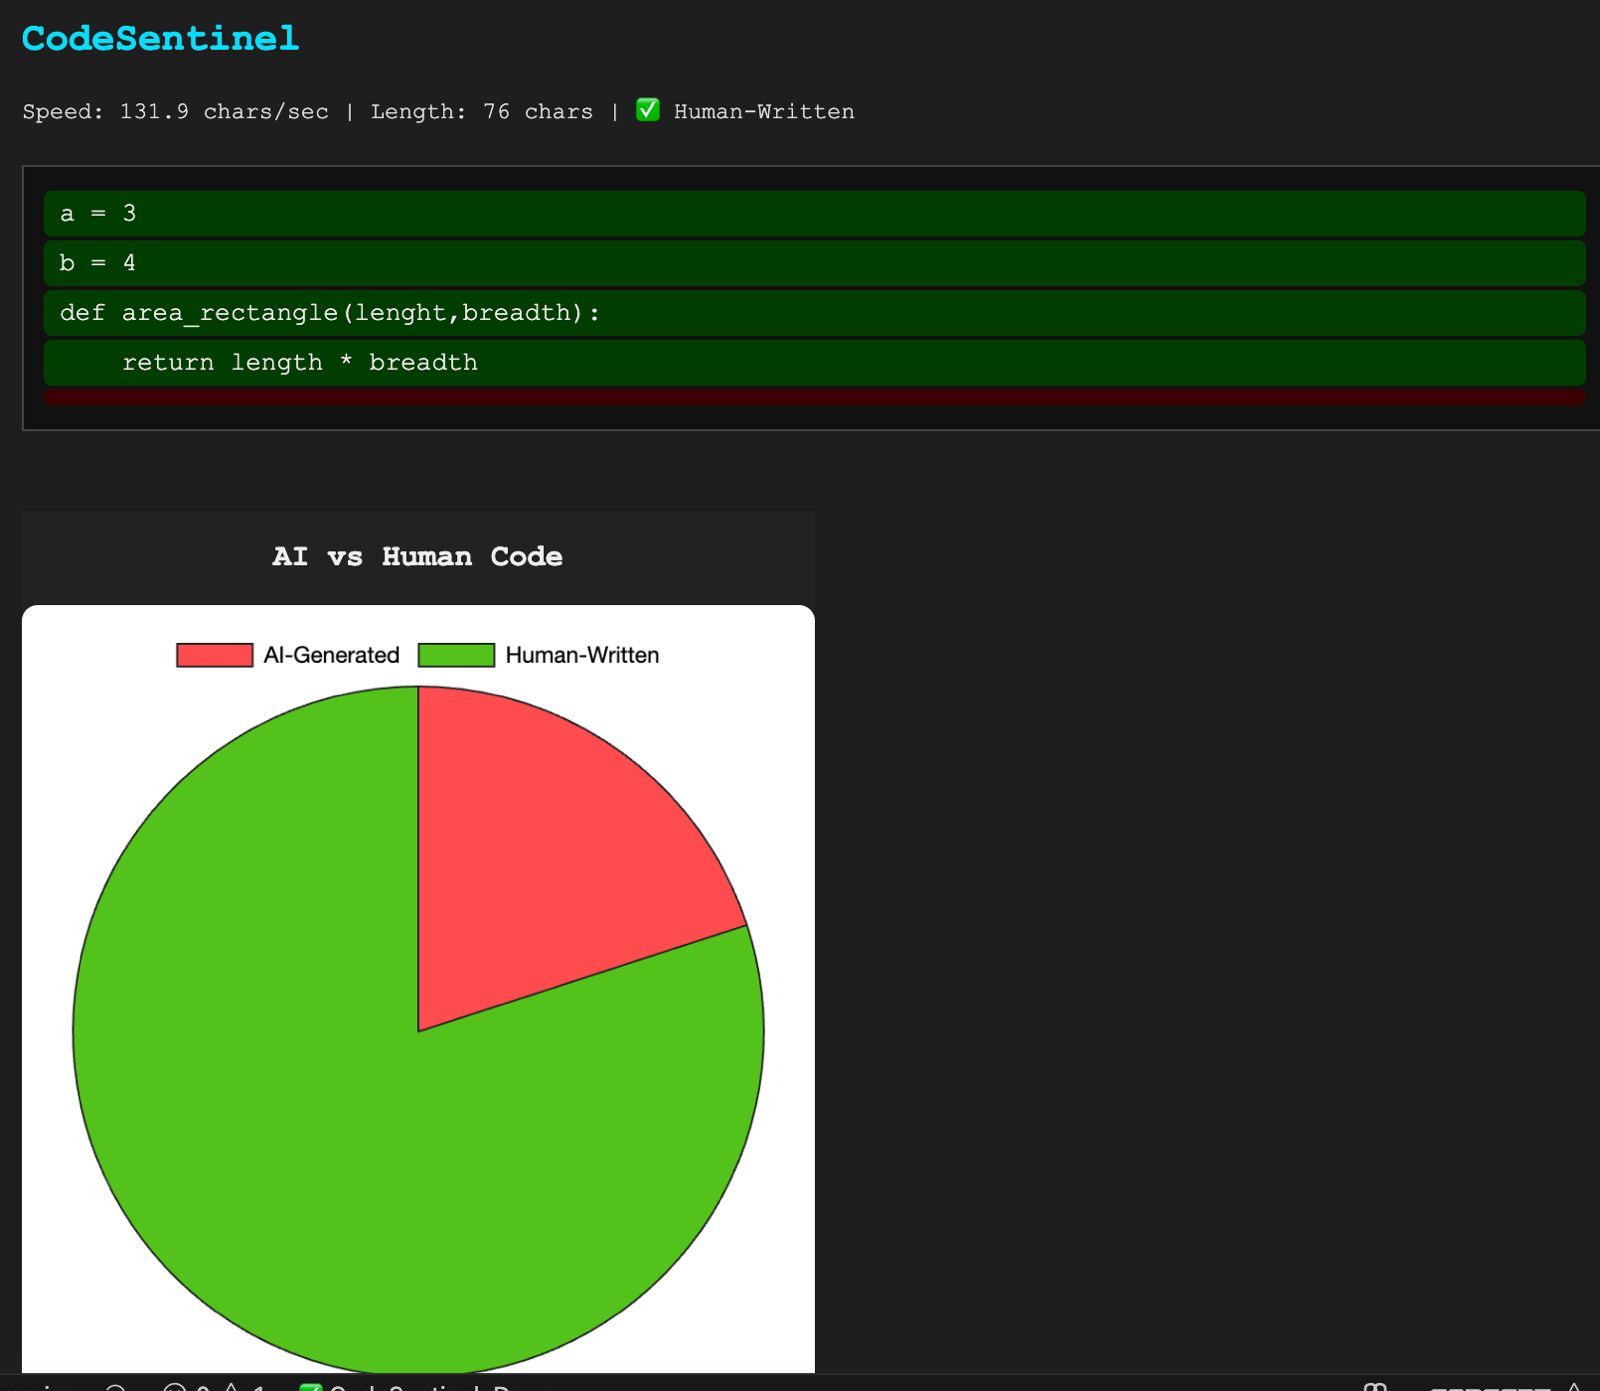 CodeSentinel
Speed: 131.9 chars/sec | Length: 76 chars | ✅ Human-Written
a = 3
b = 4
def area_rectangle(lenght,breadth):
    return length * breadth
AI vs Human Code
AI-Generated Human-Written